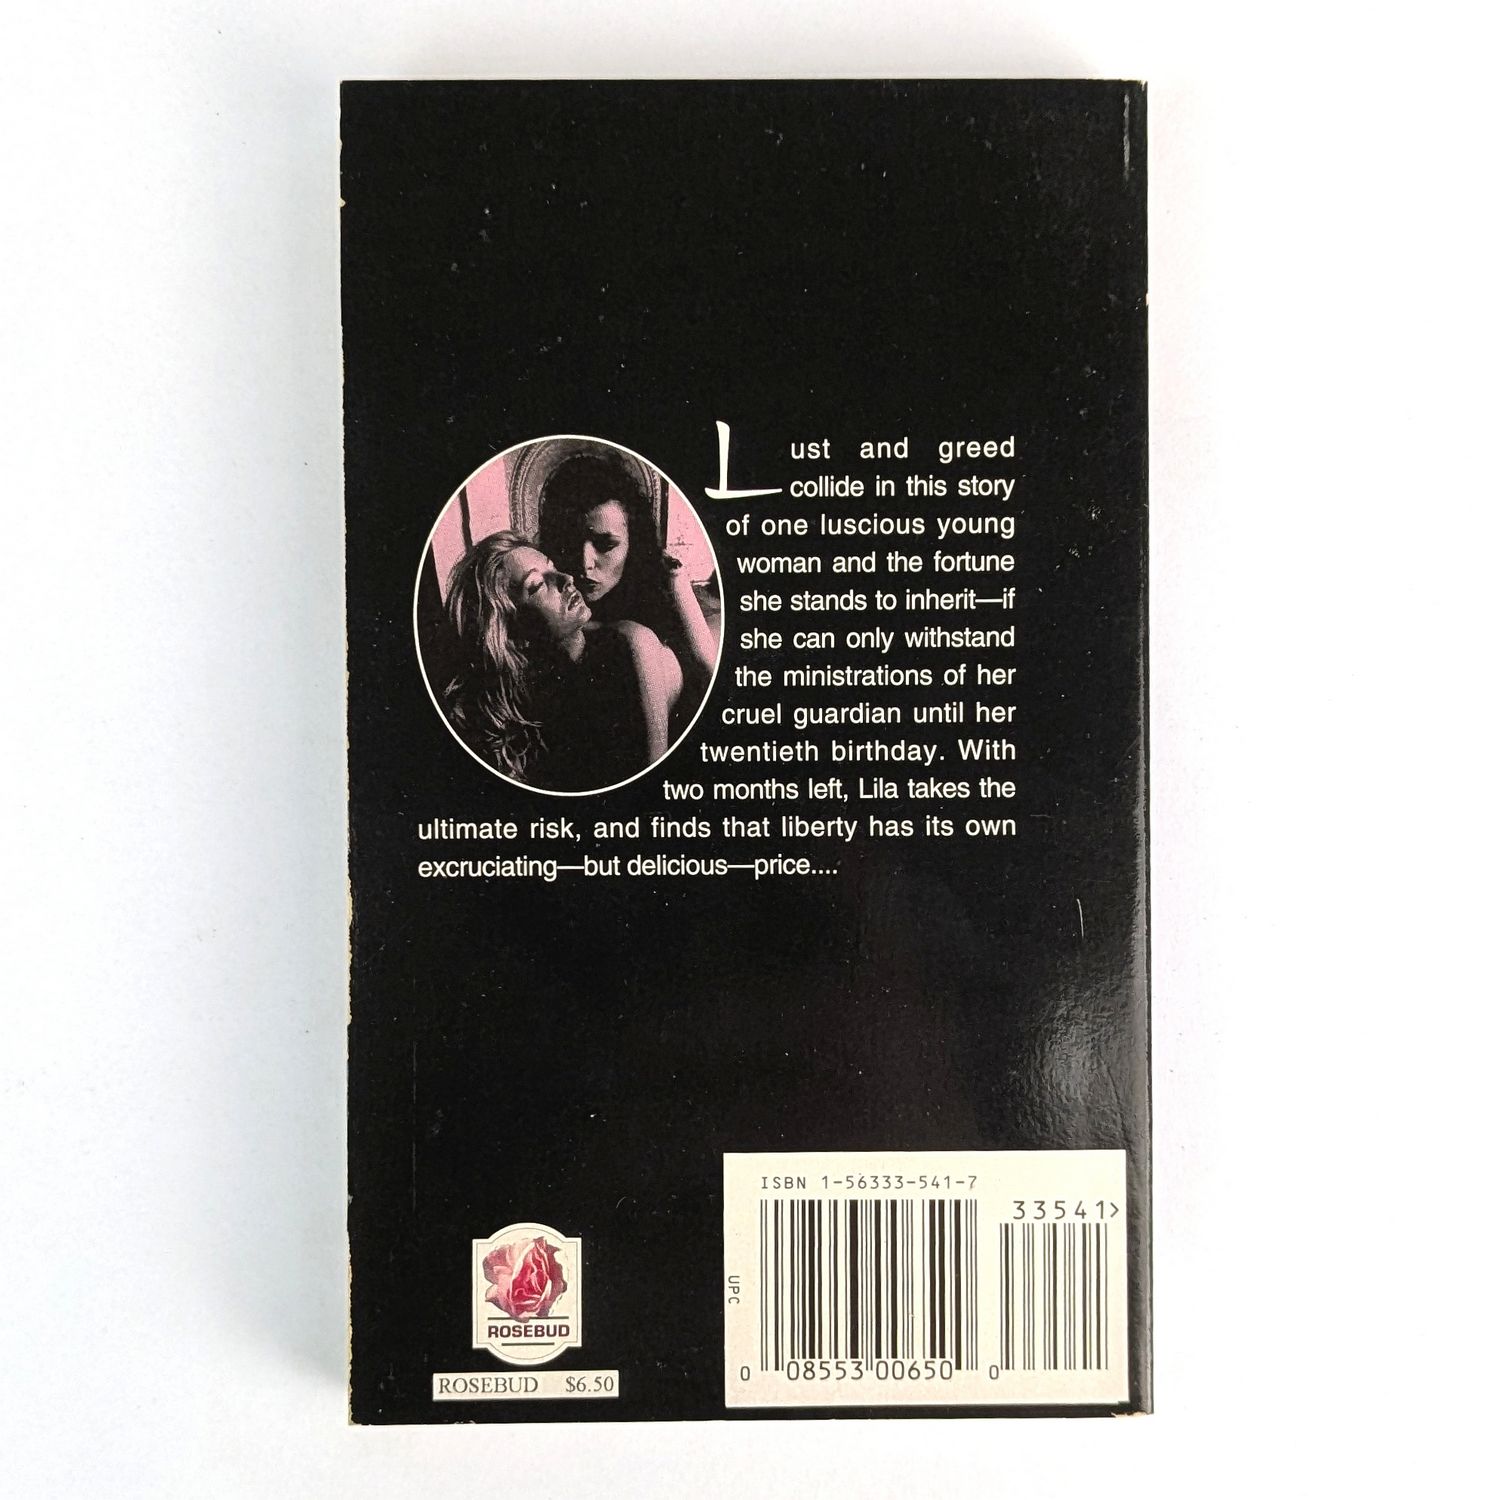 Lust and greed
collide in this story
of one luscious young
woman and the fortune
she stands to inherit—if
she can only withstand
the ministrations of her
cruel guardian until her
twentieth birthday. With
two months left, Lila takes the
ultimate risk, and finds that liberty has its own
excruciating—but delicious—price....
ISBN 1-56333-541-7
33541>
UPC
0 08553 00650 0
ROSEBUD
ROSEBUD $6.50